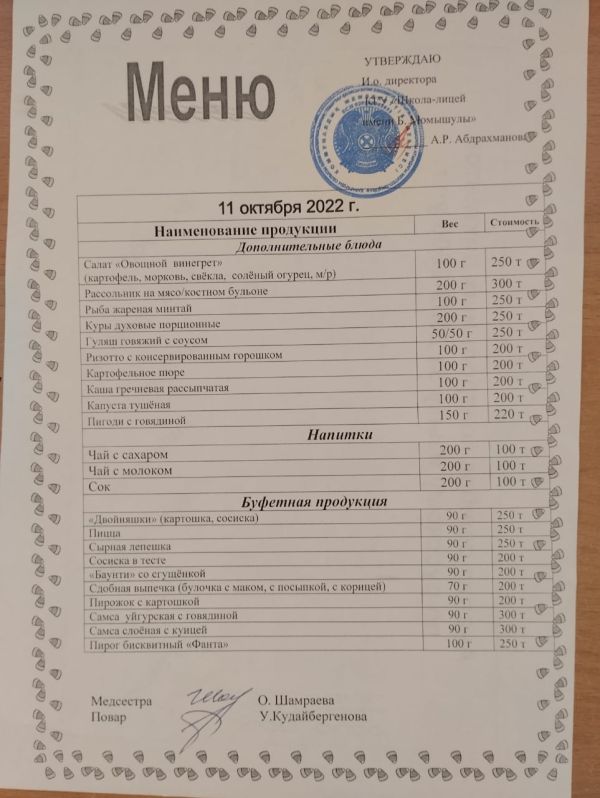 УТВЕРЖДАЮ
И.о. директора
«Школа-лицей
имени Б. Момышулы»
А.Р. Абдрахманова
Меню
11 октября 2022 г.
Наименование продукции Вес Стоимость
Дополнительные блюда
Салат «Овощной винегрет»
(картофель, морковь, свёкла, солёный огурец, м/р) 100 г 250 т
Рассольник на мясо/костном бульоне 200 г 300 т
Рыба жареная минтай 100 г 250 т
Куры духовые порционные 200 г 250 т
Гуляш говяжий с соусом 50/50 г 250 т
Ризотто с консервированным горошком 100 г 200 т
Картофельное пюре 100 г 200 т
Каша гречневая рассыпчатая 100 г 200 т
Капуста тушёная 100 г 200 т
Пигоди с говядиной 150 г 220 т
Напитки
Чай с сахаром 200 г 100 т
Чай с молоком 200 г 100 т
Сок 200 г 100 т
Буфетная продукция
«Двойняшки» (картошка, сосиска) 90 г 250 т
Пицца 90 г 250 т
Сырная лепешка 90 г 250 т
Сосиска в тесте 90 г 200 т
«Баунти» со сгущёнкой 90 г 200 т
Сдобная выпечка (булочка с маком, с посыпкой, с корицей) 70 г 200 т
Пирожок с картошкой 90 г 200 т
Самса уйгурская с говядиной 90 г 300 т
Самса слоёная с куицей 90 г 300 т
Пирог бисквитный «Фанта» 100 г 250 т
Медсестра О. Шамраева
Повар У.Кудайбергенова